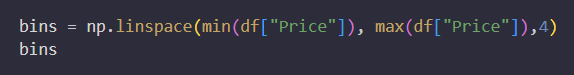 bins = np.linspace(min(df["Price"]), max(df["Price"]),4)
bins